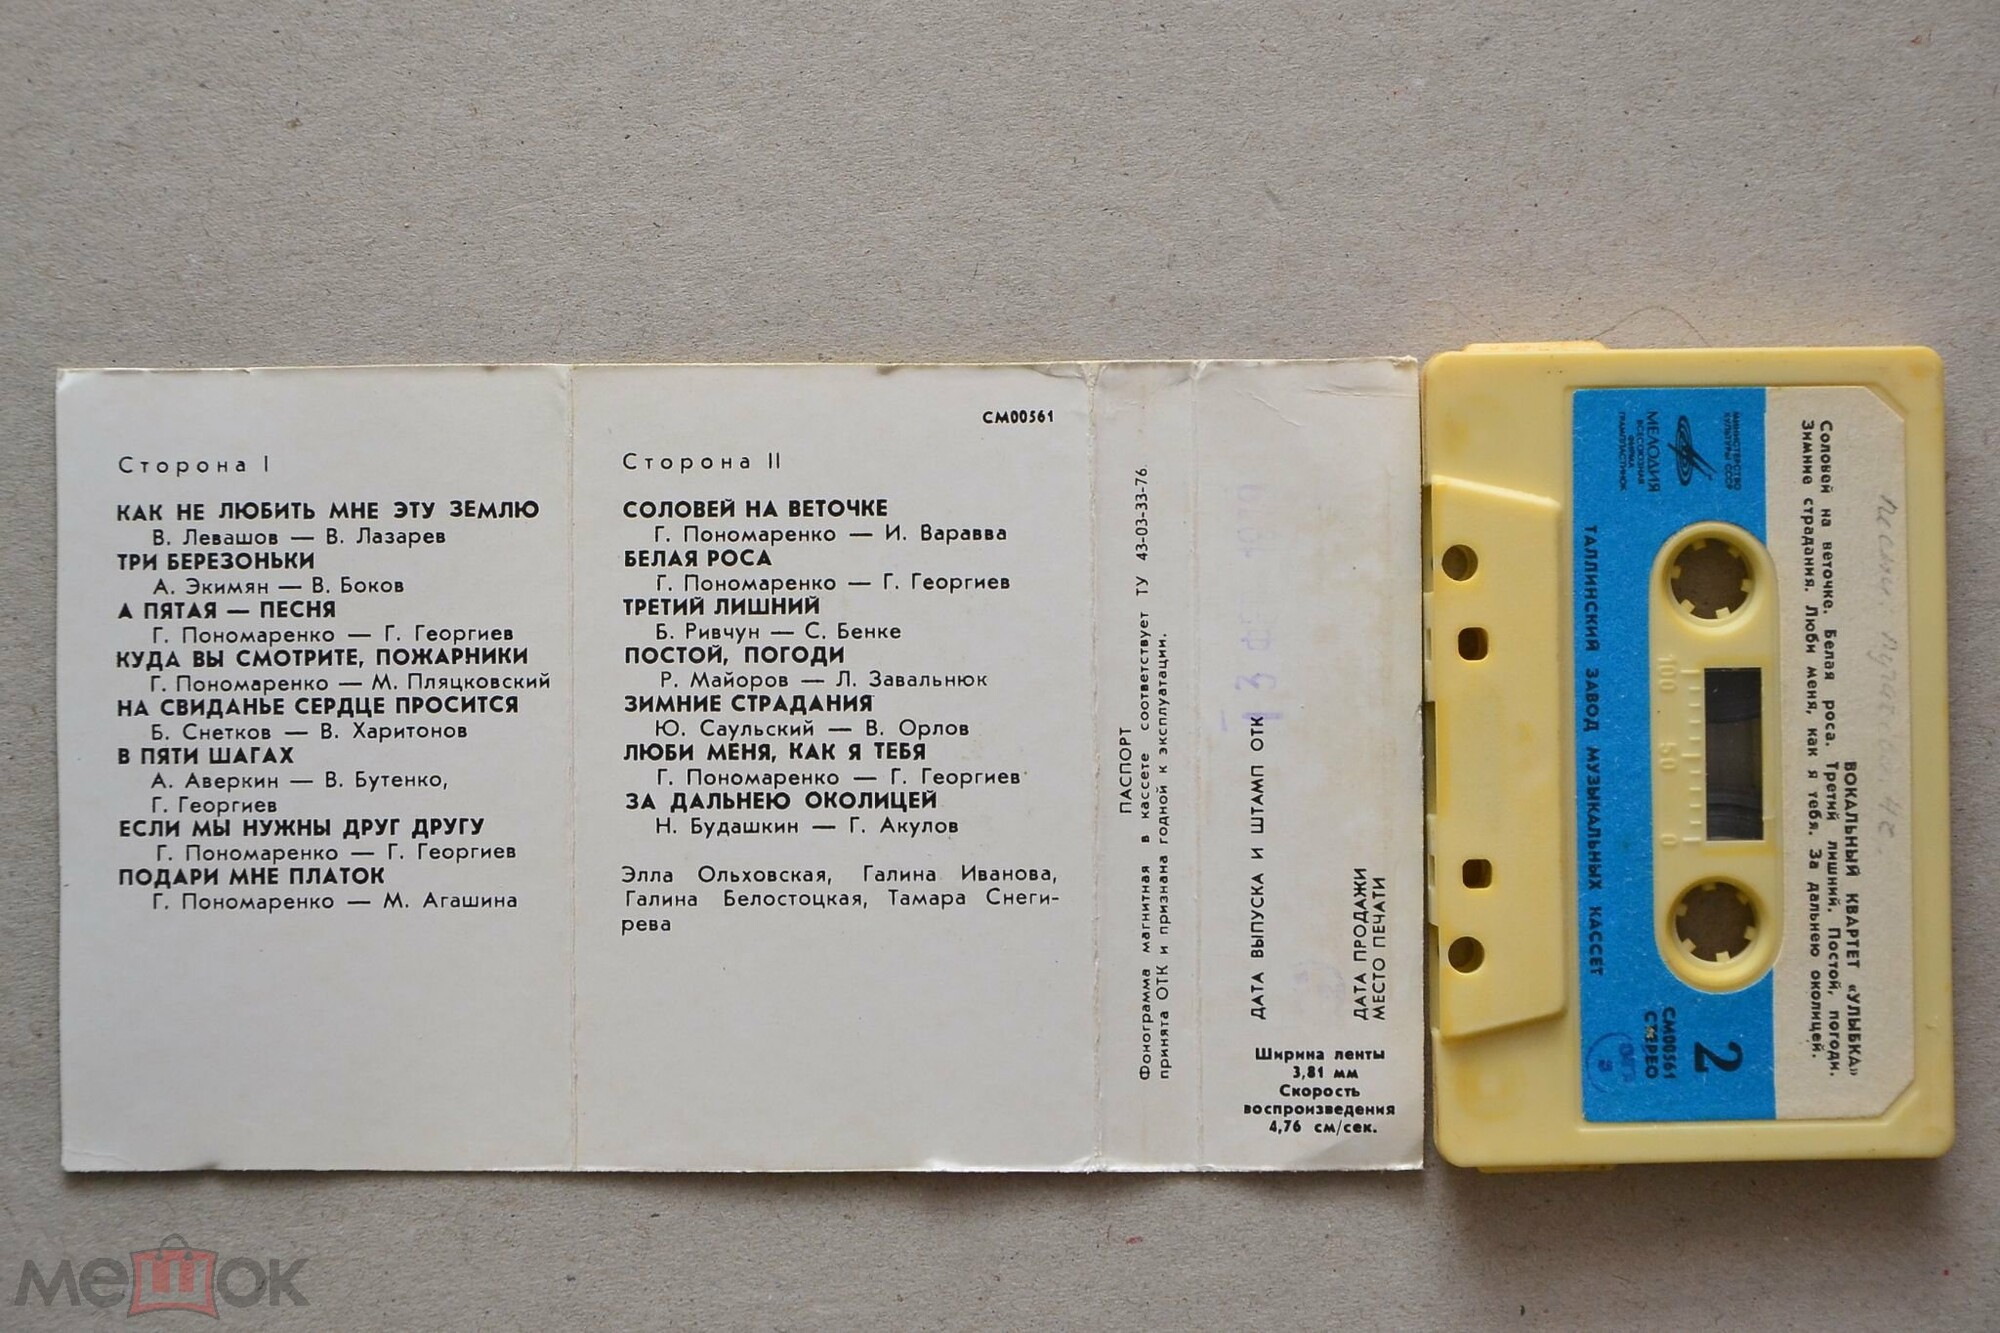 Сторона I
КАК НЕ ЛЮБИТЬ МНЕ ЭТУ ЗЕМЛЮ
В. Левашов — В. Лазарев
ТРИ БЕРЕЗОНЬКИ
А. Экимян — В. Боков
А ПЯТАЯ — ПЕСНЯ
Г. Пономаренко — Г. Георгиев
КУДА ВЫ СМОТРИТЕ, ПОЖАРНИКИ
Г. Пономаренко — М. Пляцковский
НА СВИДАНЬЕ СЕРДЦЕ ПРОСИТСЯ
Б. Снетков — В. Харитонов
В ПЯТИ ШАГАХ
А. Аверкин — В. Бутенко,
Г. Георгиев
ЕСЛИ МЫ НУЖНЫ ДРУГ ДРУГУ
Г. Пономаренко — Г. Георгиев
ПОДАРИ МНЕ ПЛАТОК
Г. Пономаренко — М. Агашина
СМ00561
Сторона II
СОЛОВЕЙ НА ВЕТОЧКЕ
Г. Пономаренко — И. Варавва
БЕЛАЯ РОСА
Г. Пономаренко — Г. Георгиев
ТРЕТИЙ ЛИШНИЙ
Б. Ривчун — С. Бенке
ПОСТОЙ, ПОГОДИ
Р. Майоров — Л. Завальнюк
ЗИМНИЕ СТРАДАНИЯ
Ю. Саульский — В. Орлов
ЛЮБИ МЕНЯ, КАК Я ТЕБЯ
Г. Пономаренко — Г. Георгиев
ЗА ДАЛЬНЕЮ ОКОЛИЦЕЙ
Н. Будашкин — Г. Акулов
Элла Ольховская, Галина Иванова,
Галина Белостоцкая, Тамара Снеги-
рева
ПАСПОРТ
Фонограмма магнитная в кассете соответствует ТУ 43-03-33-76.
принята ОТК и признана годной к эксплуатации.
ДАТА ВЫПУСКА И ШТАМП ОТК
ДАТА ПРОДАЖИ
МЕСТО ПЕЧАТИ
Ширина ленты
3,81 мм
Скорость
воспроизведения
4,76 см/сек.
ВОКАЛЬНЫЙ КВАРТЕТ «УЛЫБКА»
Соловей на веточке. Белая роса. Третий лишний. Постой, погоди.
Зимние страдания. Люби меня, как я тебя. За дальнею околицей.
МИНИСТЕРСТВО
КУЛЬТУРЫ СССР
МЕЛОДИЯ
ВСЕСОЮЗНАЯ
ФИРМА
ГРАМПЛАСТИНОК
100 50 0
2
СМ00561
СТЕРЕО
ТАЛЛИНСКИЙ ЗАВОД МУЗЫКАЛЬНЫХ КАССЕТ
мешок